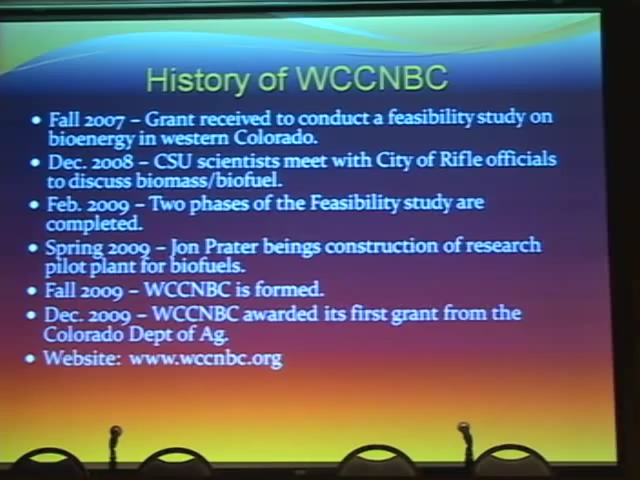 History of WCCNBC
• Fall 2007 – Grant received to conduct a feasibility study on
bioenergy in western Colorado.
• Dec. 2008 – CSU scientists meet with City of Rifle officials
to discuss biomass/biofuel.
• Feb. 2009 – Two phases of the Feasibility study are
completed.
• Spring 2009 – Jon Prater beings construction of research
pilot plant for biofuels.
• Fall 2009 – WCCNBC is formed.
• Dec. 2009 – WCCNBC awarded its first grant from the
Colorado Dept of Ag.
• Website: www.wccnbc.org